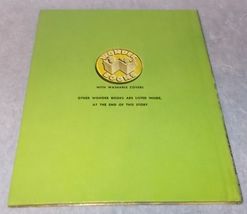 WONDER
BOOKS
WITH WASHABLE COVERS
OTHER WONDER BOOKS ARE LISTED INSIDE,
AT THE END OF THIS STORY